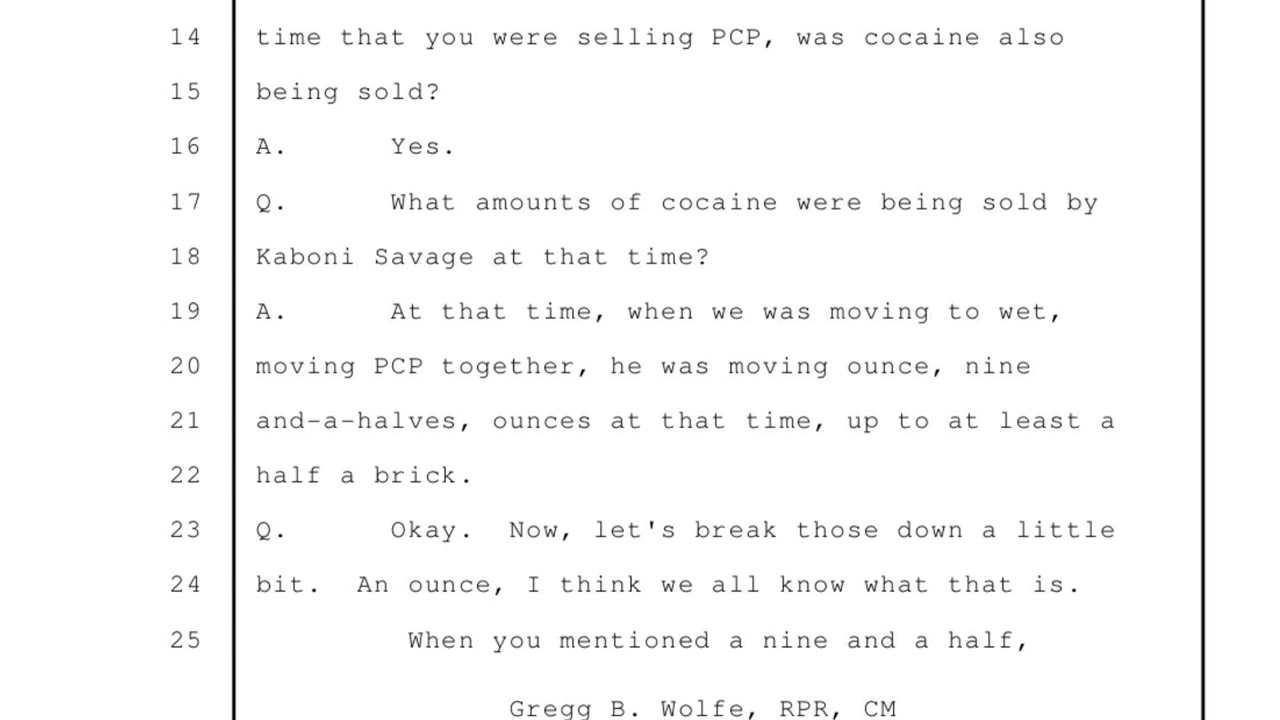 14 time that you were selling PCP, was cocaine also
15 being sold?
16 A. Yes.
17 Q. What amounts of cocaine were being sold by
18 Kaboni Savage at that time?
19 A. At that time, when we was moving to wet,
20 moving PCP together, he was moving ounce, nine
21 and-a-halves, ounces at that time, up to at least a
22 half a brick.
23 Q. Okay. Now, let's break those down a little
24 bit. An ounce, I think we all know what that is.
25 When you mentioned a nine and a half,
Gregg B. Wolfe, RPR, CM